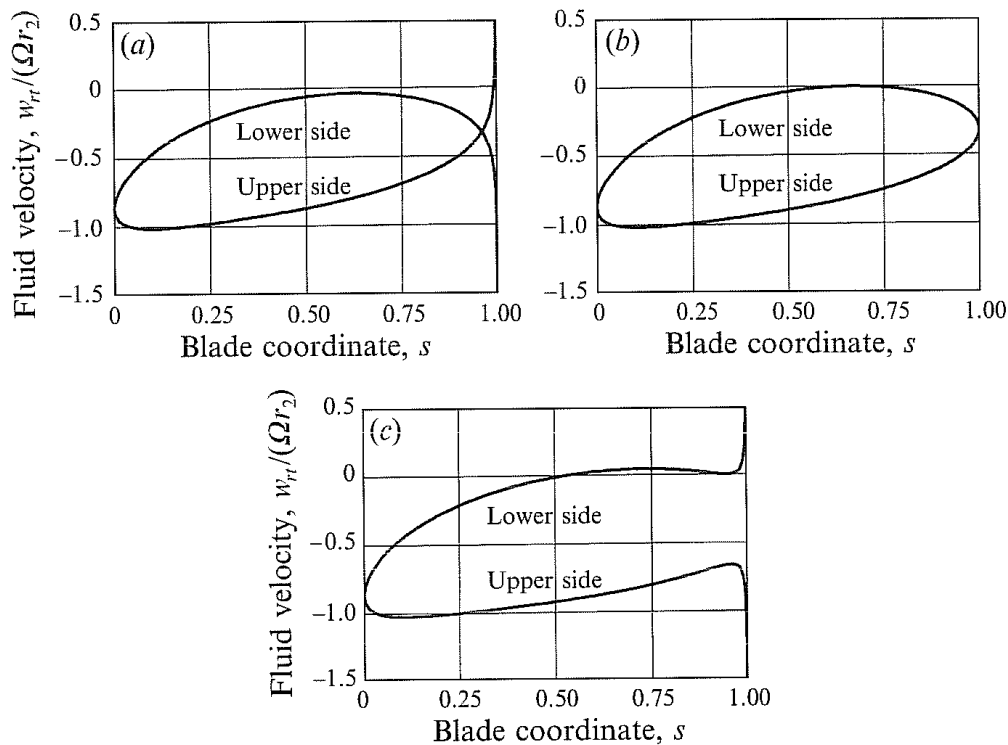 0.5
(a)
0
Lower side
−0.5
Upper side
−1.0
−1.5
0 0.25 0.50 0.75 1.00
Blade coordinate, s
Fluid velocity, w_{rt}/(Ωr_2)
0.5
(b)
0
Lower side
−0.5
Upper side
−1.0
−1.5
0 0.25 0.50 0.75 1.00
Blade coordinate, s
0.5
(c)
0
Lower side
−0.5
Upper side
−1.0
−1.5
0 0.25 0.50 0.75 1.00
Blade coordinate, s
Fluid velocity, w_{rt}/(Ωr_2)